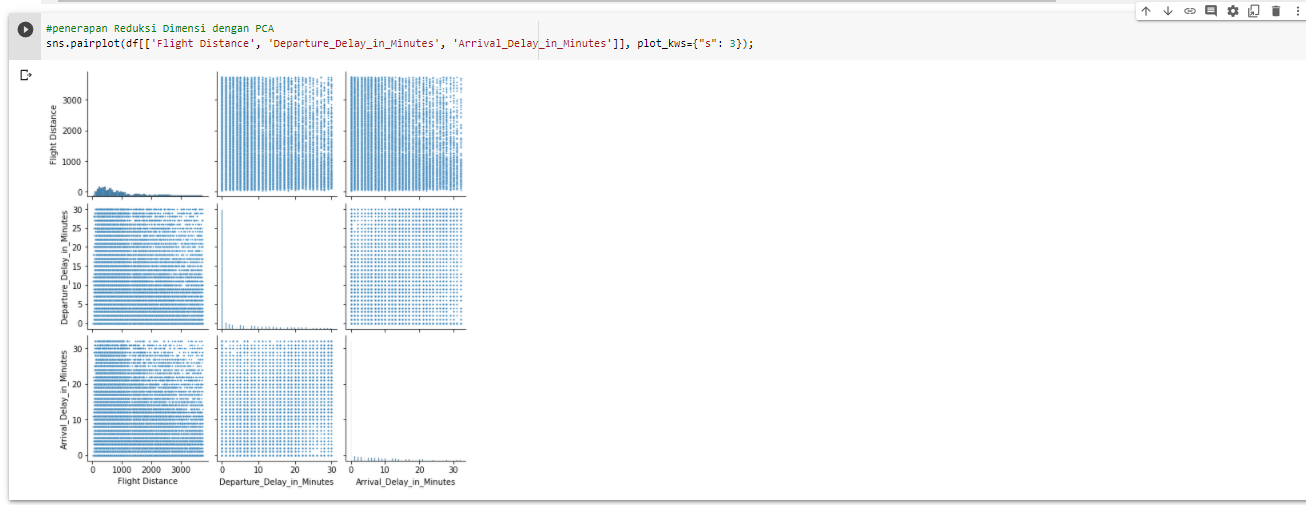 #penerapan Reduksi Dimensi dengan PCA
sns.pairplot(df[['Flight Distance', 'Departure_Delay_in_Minutes', 'Arrival_Delay_in_Minutes']], plot_kws={"s": 3});
Flight Distance
3000
2000
1000
0
Departure_Delay_in_Minutes
30
25
20
15
10
5
0
Arrival_Delay_in_Minutes
30
20
10
0
0 1000 2000 3000
Flight Distance
0 10 20 30
Departure_Delay_in_Minutes
0 10 20 30
Arrival_Delay_in_Minutes